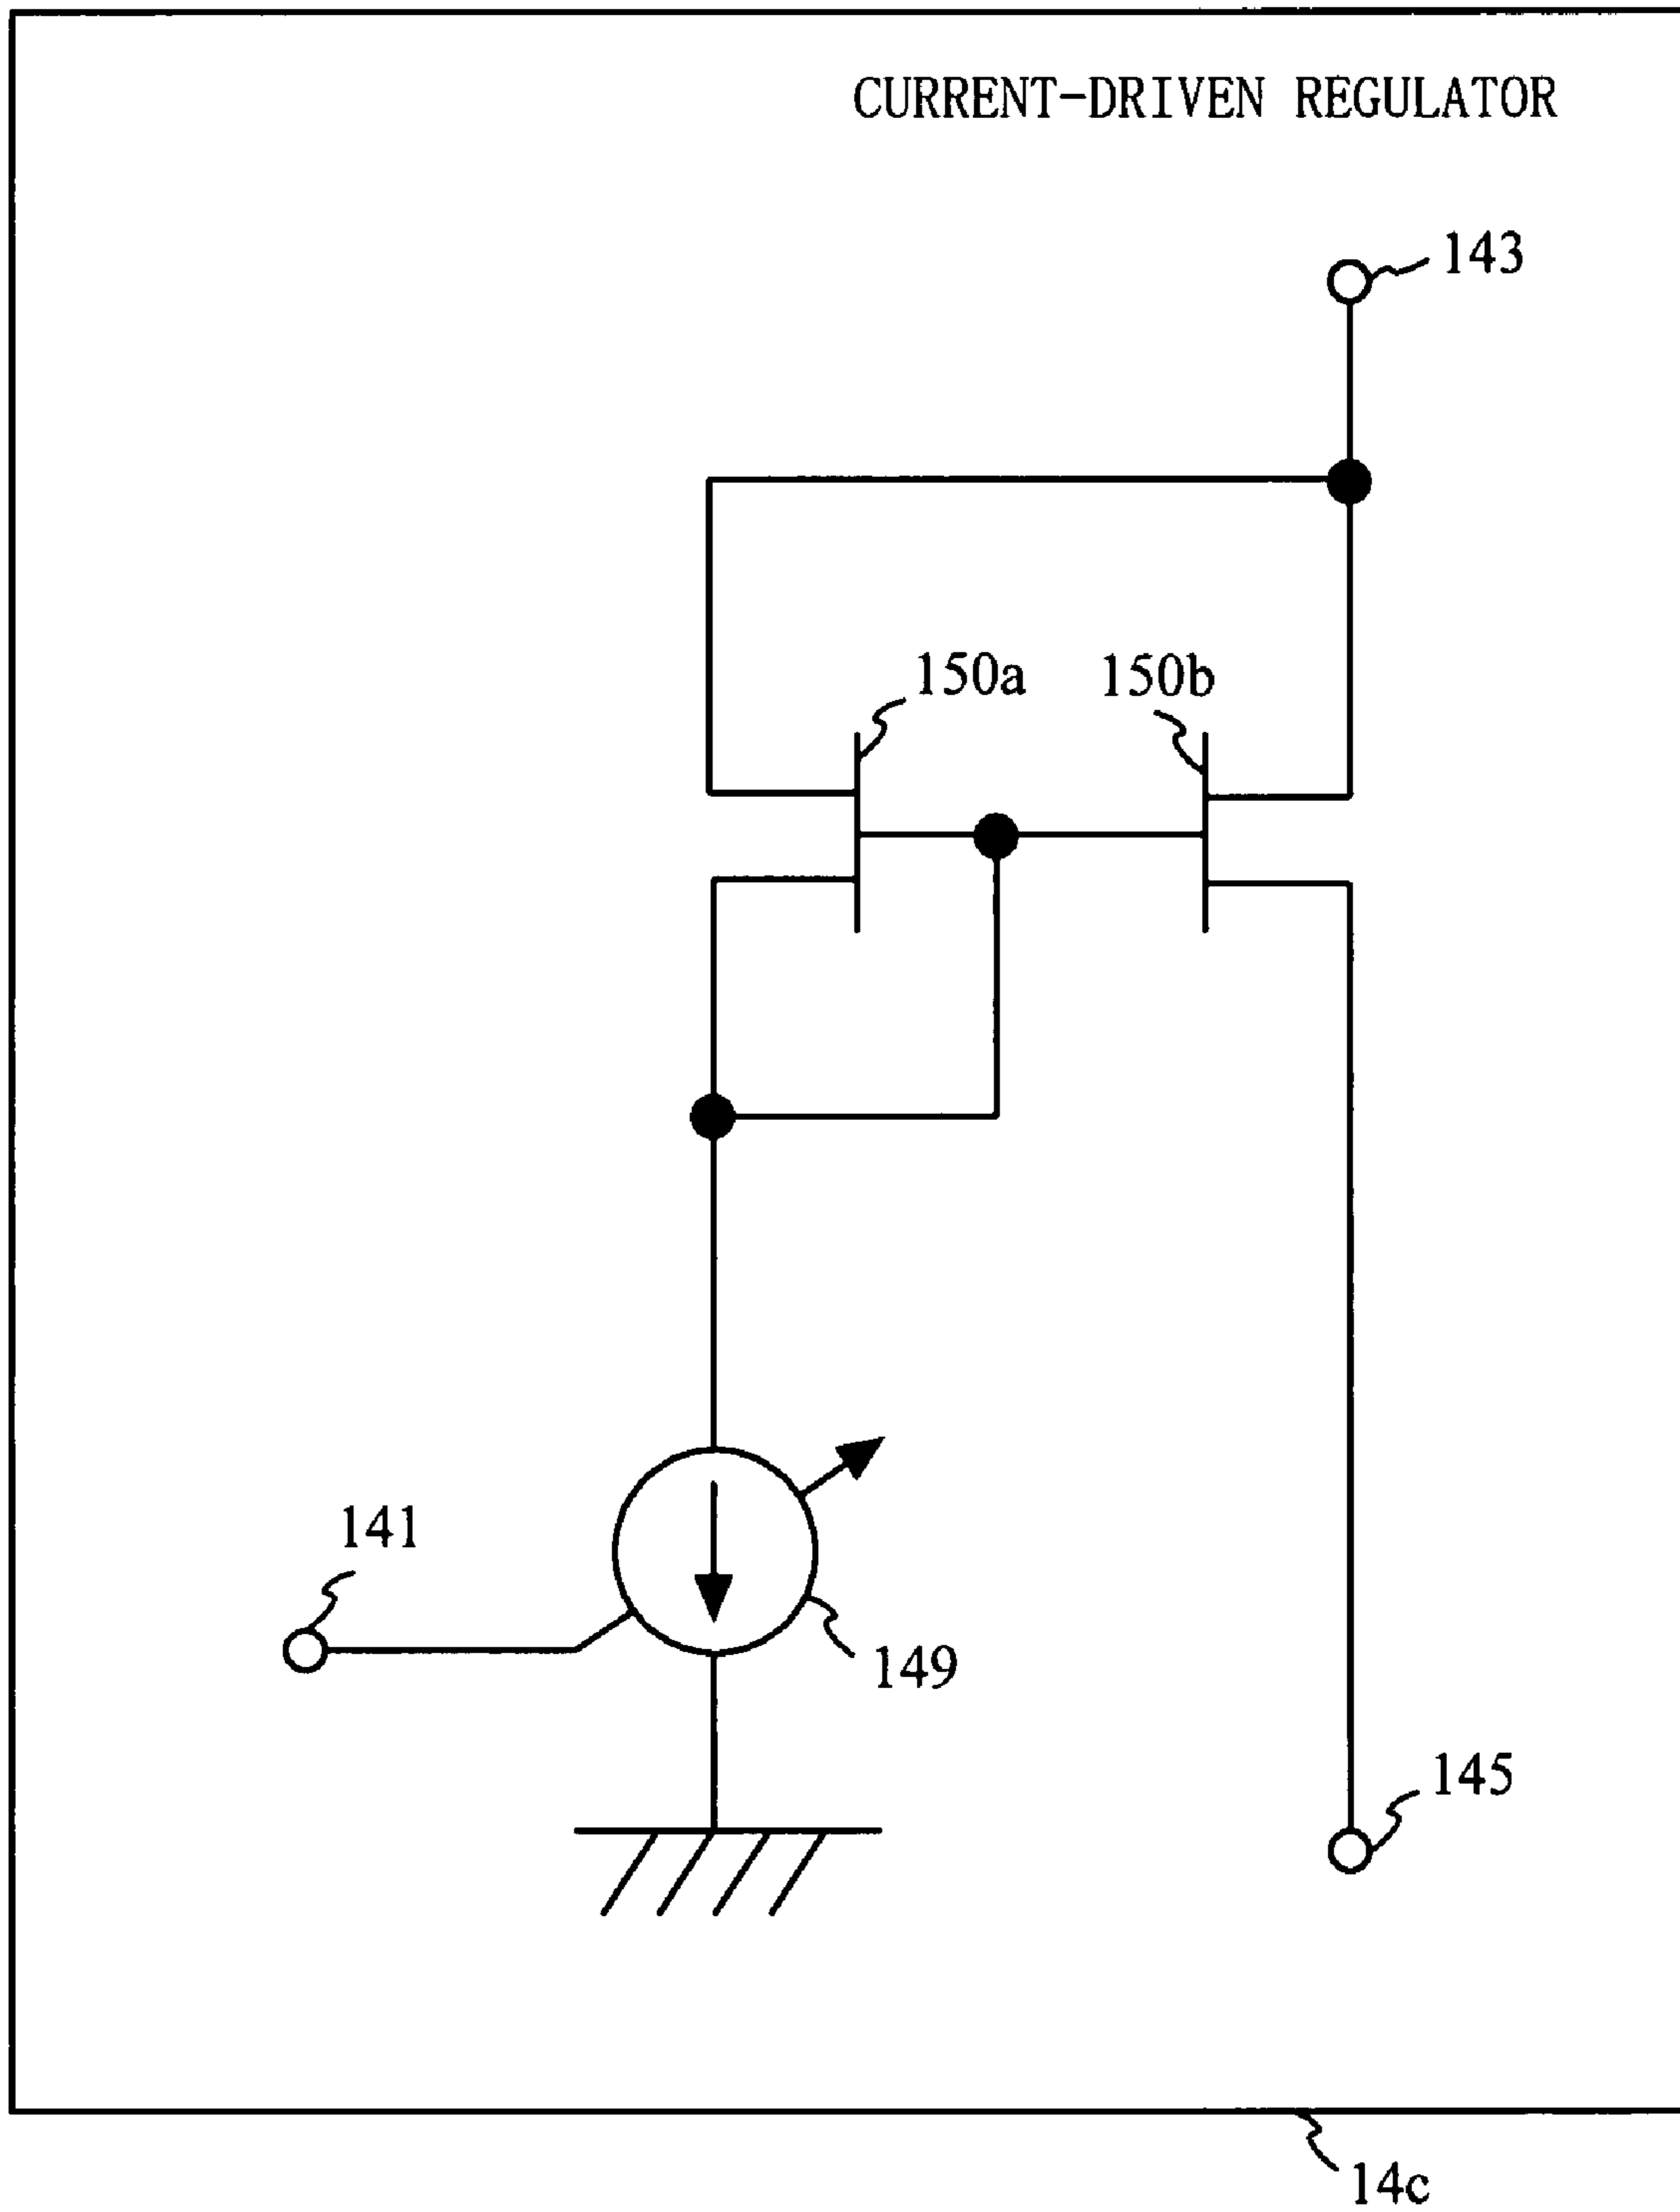 CURRENT-DRIVEN REGULATOR
143
150a
150b
141
149
145
14c